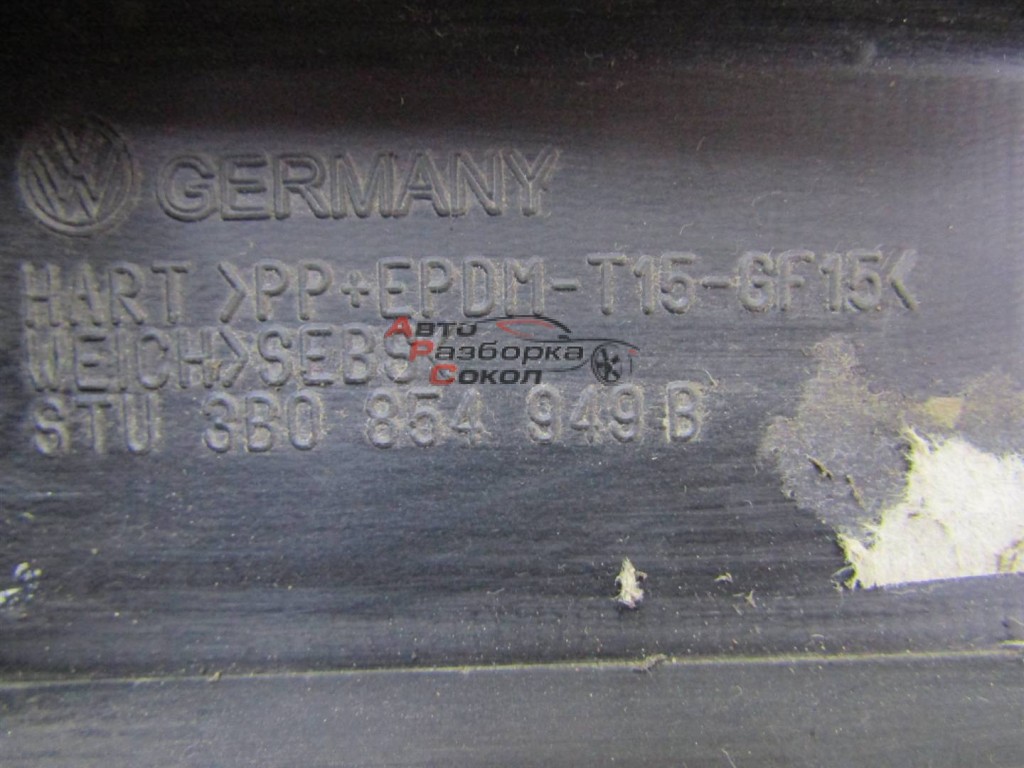 GERMANY
HART >PP+EPDM-T15-GF15<
WEICH>SEBS<
STU 3B0 854 949 B
Авто
Разборка
Сокол